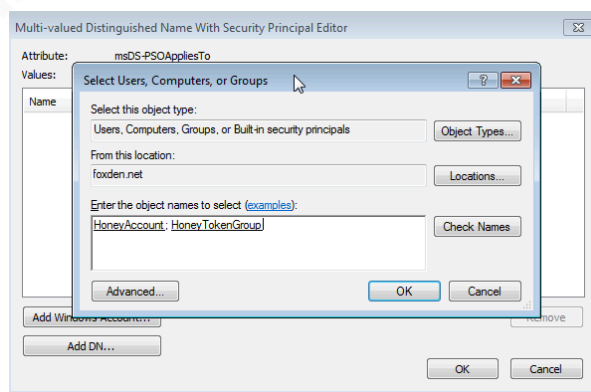 Multi-valued Distinguished Name With Security Principal Editor
Attribute: msDS-PSOAppliesTo
Values:
Name
Select Users, Computers, or Groups
Select this object type:
Users, Computers, Groups, or Built-in security principals
Object Types...
From this location:
foxden.net
Locations...
Enter the object names to select (examples):
HoneyAccount; HoneyTokenGroup
Check Names
Advanced...
OK
Cancel
Add Windows Account...
Remove
Add DN...
OK
Cancel